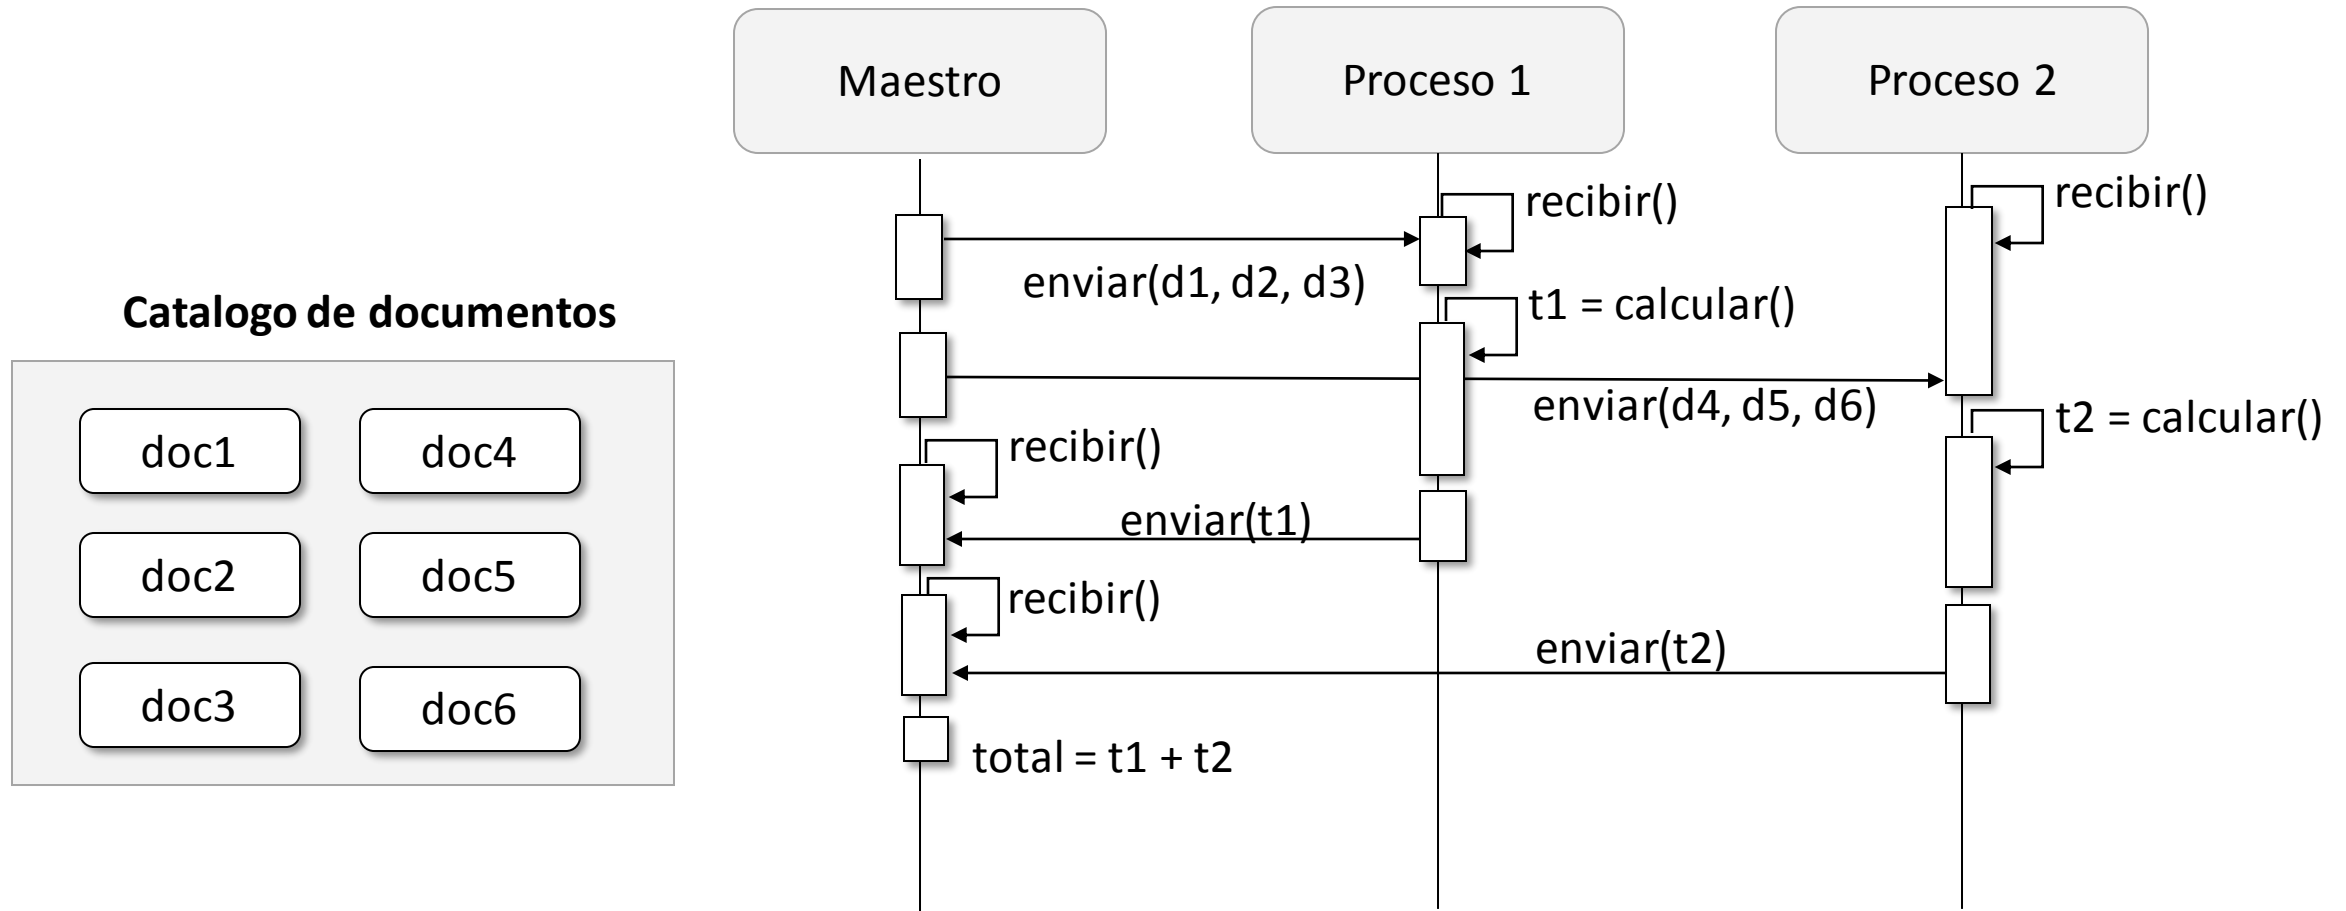 Maestro
Proceso 1
Proceso 2
recibir()
recibir()
enviar(d1, d2, d3)
t1 = calcular()
Catalogo de documentos
enviar(d4, d5, d6)
t2 = calcular()
doc1
doc4
recibir()
enviar(t1)
doc2
doc5
recibir()
enviar(t2)
doc3
doc6
total = t1 + t2